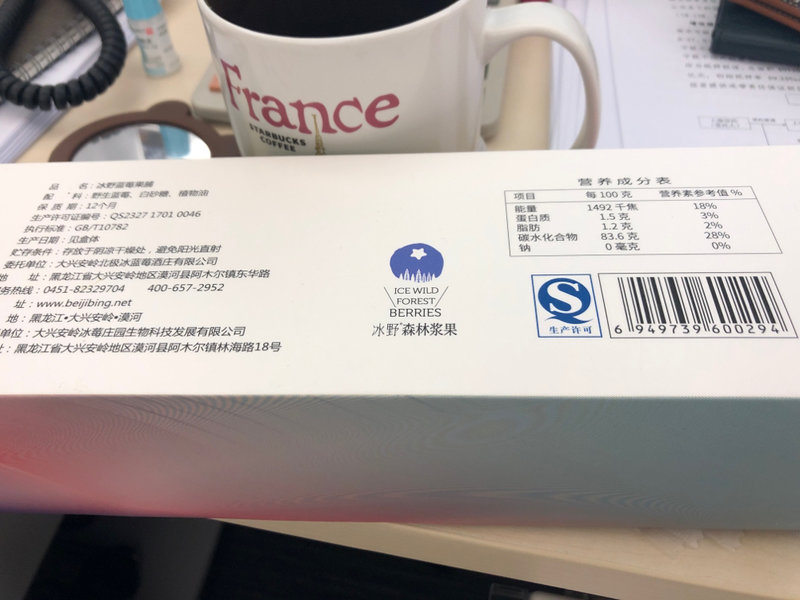 France
STARBUCKS
COFFEE
品 名：冰野蓝莓果脯
配 料：野生蓝莓、白砂糖、植物油
保 质 期：12个月
生产许可证编号：QS2327 1701 0046
执行标准：GB/T10782
生产日期：见盒体
贮存条件：存放于阴凉干燥处，避免阳光直射
委托单位：大兴安岭北极冰蓝莓酒庄有限公司
址：黑龙江省大兴安岭地区漠河县阿木尔镇东华路
务热线：0451-82329704 400-657-2952
址：www.beijibing.net
地：黑龙江•大兴安岭•漠河
单位：大兴安岭冰莓庄园生物科技发展有限公司
址：黑龙江省大兴安岭地区漠河县阿木尔镇林海路18号
ICE WILD
FOREST
BERRIES
冰野森林浆果
营养成分表
项目 每100克 营养素参考值%
能量 1492千焦 18%
蛋白质 1.5克 3%
脂肪 1.2克 2%
碳水化合物 83.6克 28%
钠 0毫克 0%
S
生产许可
6 949739 600294